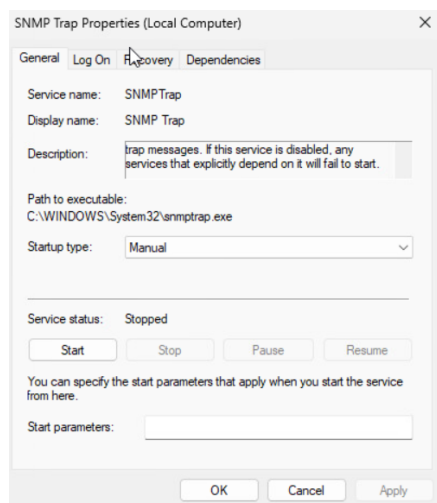 SNMP Trap Properties (Local Computer)
General Log On Recovery Dependencies
Service name: SNMPTrap
Display name: SNMP Trap
Description: trap messages. If this service is disabled, any
services that explicitly depend on it will fail to start.
Path to executable:
C:\WINDOWS\System32\snmptrap.exe
Startup type: Manual
Service status: Stopped
Start Stop Pause Resume
You can specify the start parameters that apply when you start the service
from here.
Start parameters:
OK Cancel Apply